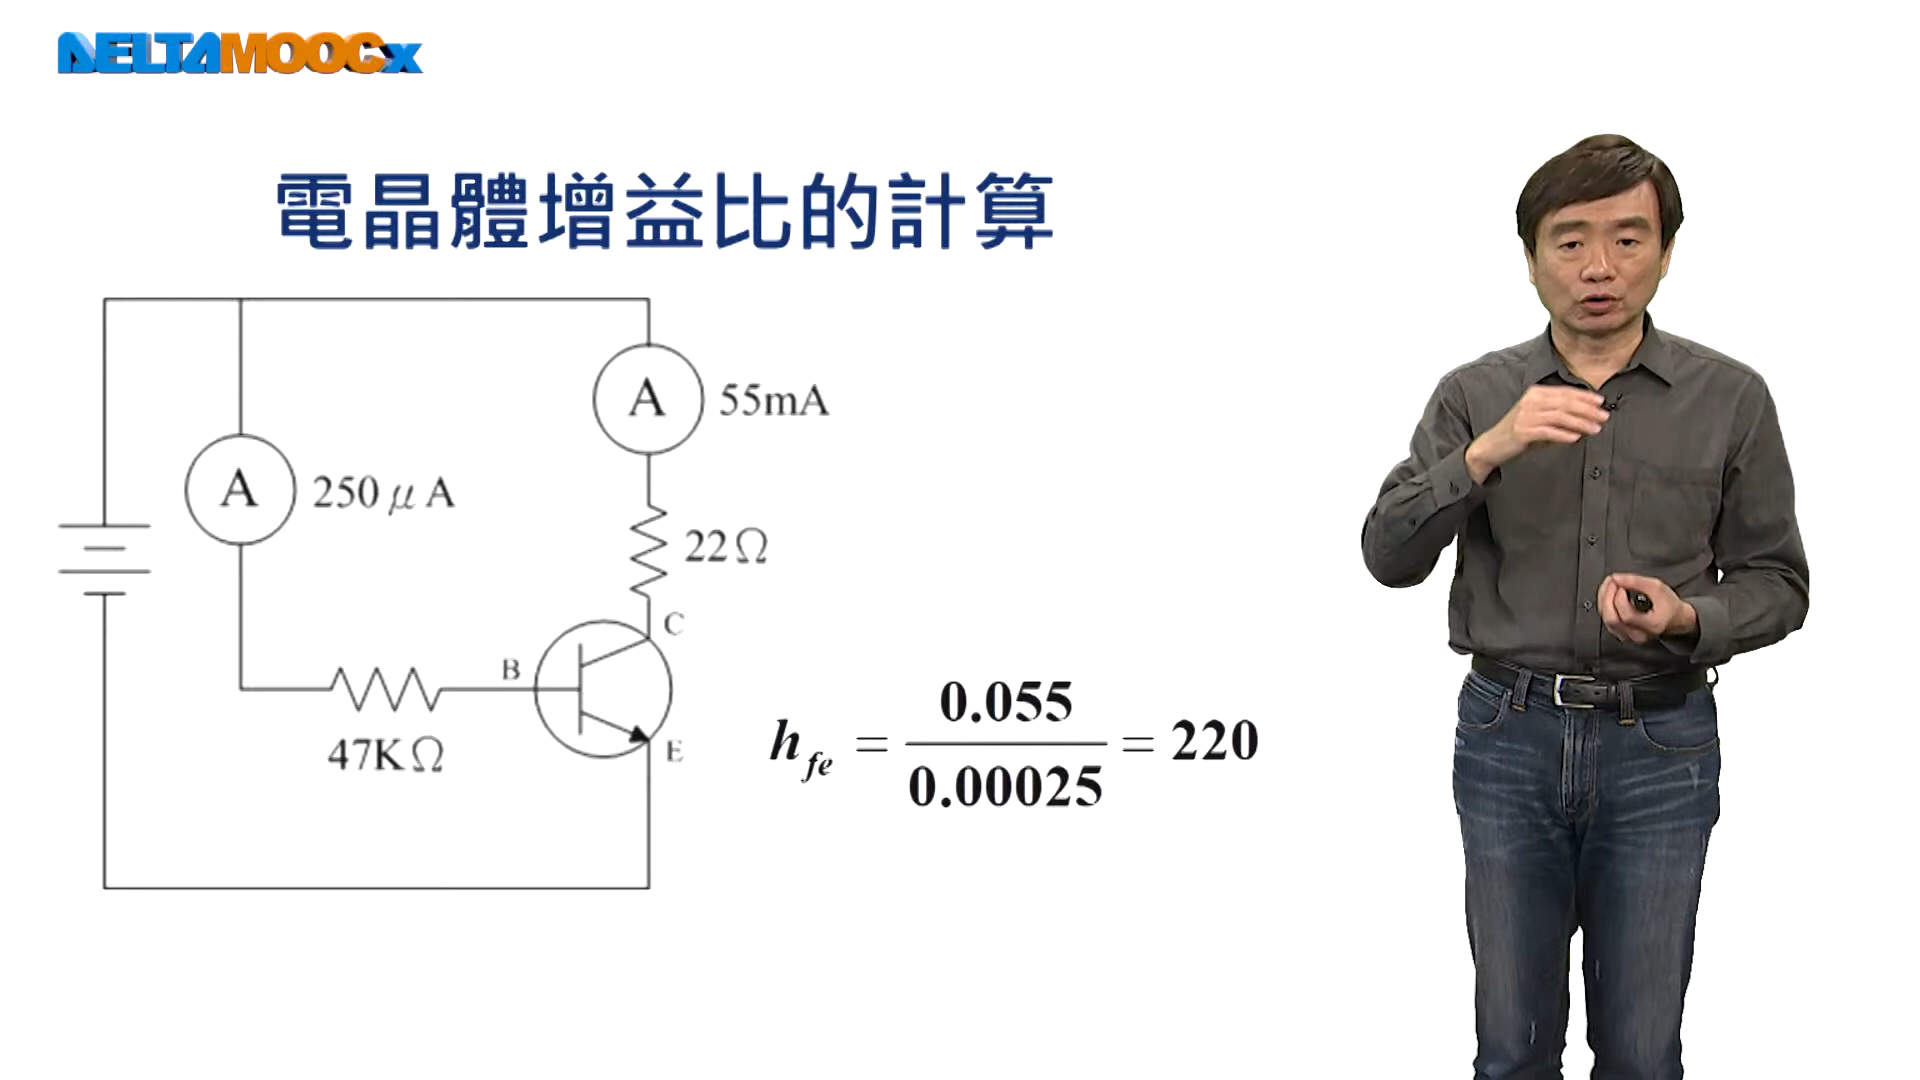 DELTAMOOCx
電晶體增益比的計算
A 55mA
A 250μA
22Ω
C
B
47KΩ
E
h_fe = 0.055 / 0.00025 = 220